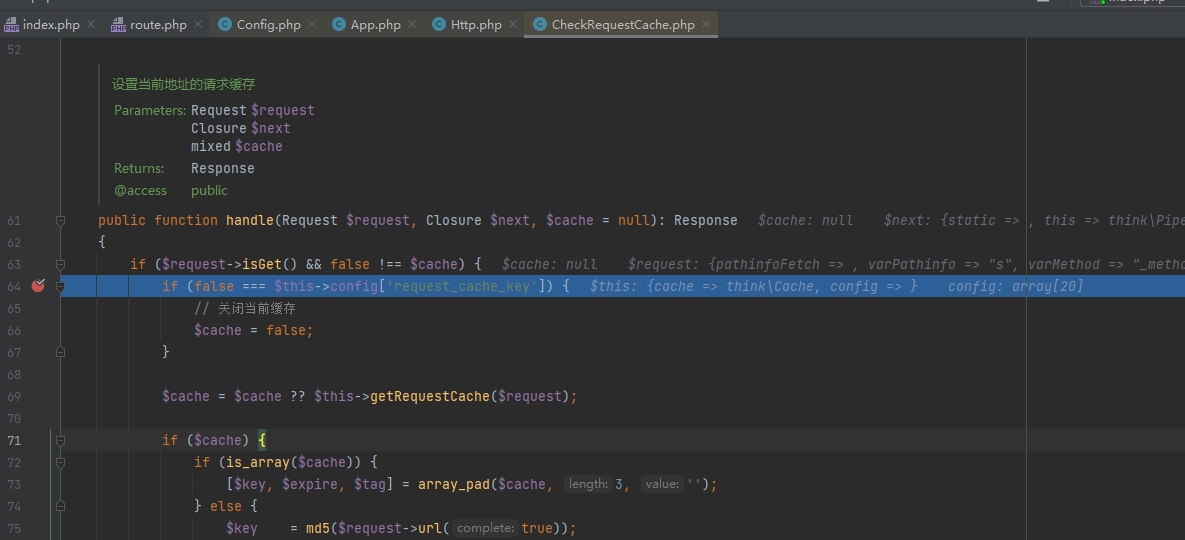 index.php × route.php × Config.php × App.php × Http.php × CheckRequestCache.php ×
52
设置当前地址的请求缓存
Parameters: Request $request
Closure $next
mixed $cache
Returns: Response
@access public
61 public function handle(Request $request, Closure $next, $cache = null): Response $cache: null $next: {static => , this => think\Pipe
62 {
63 if ($request->isGet() && false !== $cache) { $cache: null $request: {pathinfoFetch => , varPathinfo => "s", varMethod => "_metho
64 if (false === $this->config['request_cache_key']) { $this: {cache => think\Cache, config => } config: array[20]
65 // 关闭当前缓存
66 $cache = false;
67 }
68
69 $cache = $cache ?? $this->getRequestCache($request);
70
71 if ($cache) {
72 if (is_array($cache)) {
73 [$key, $expire, $tag] = array_pad($cache, length: 3, value: '');
74 } else {
75 $key = md5($request->url( complete: true));